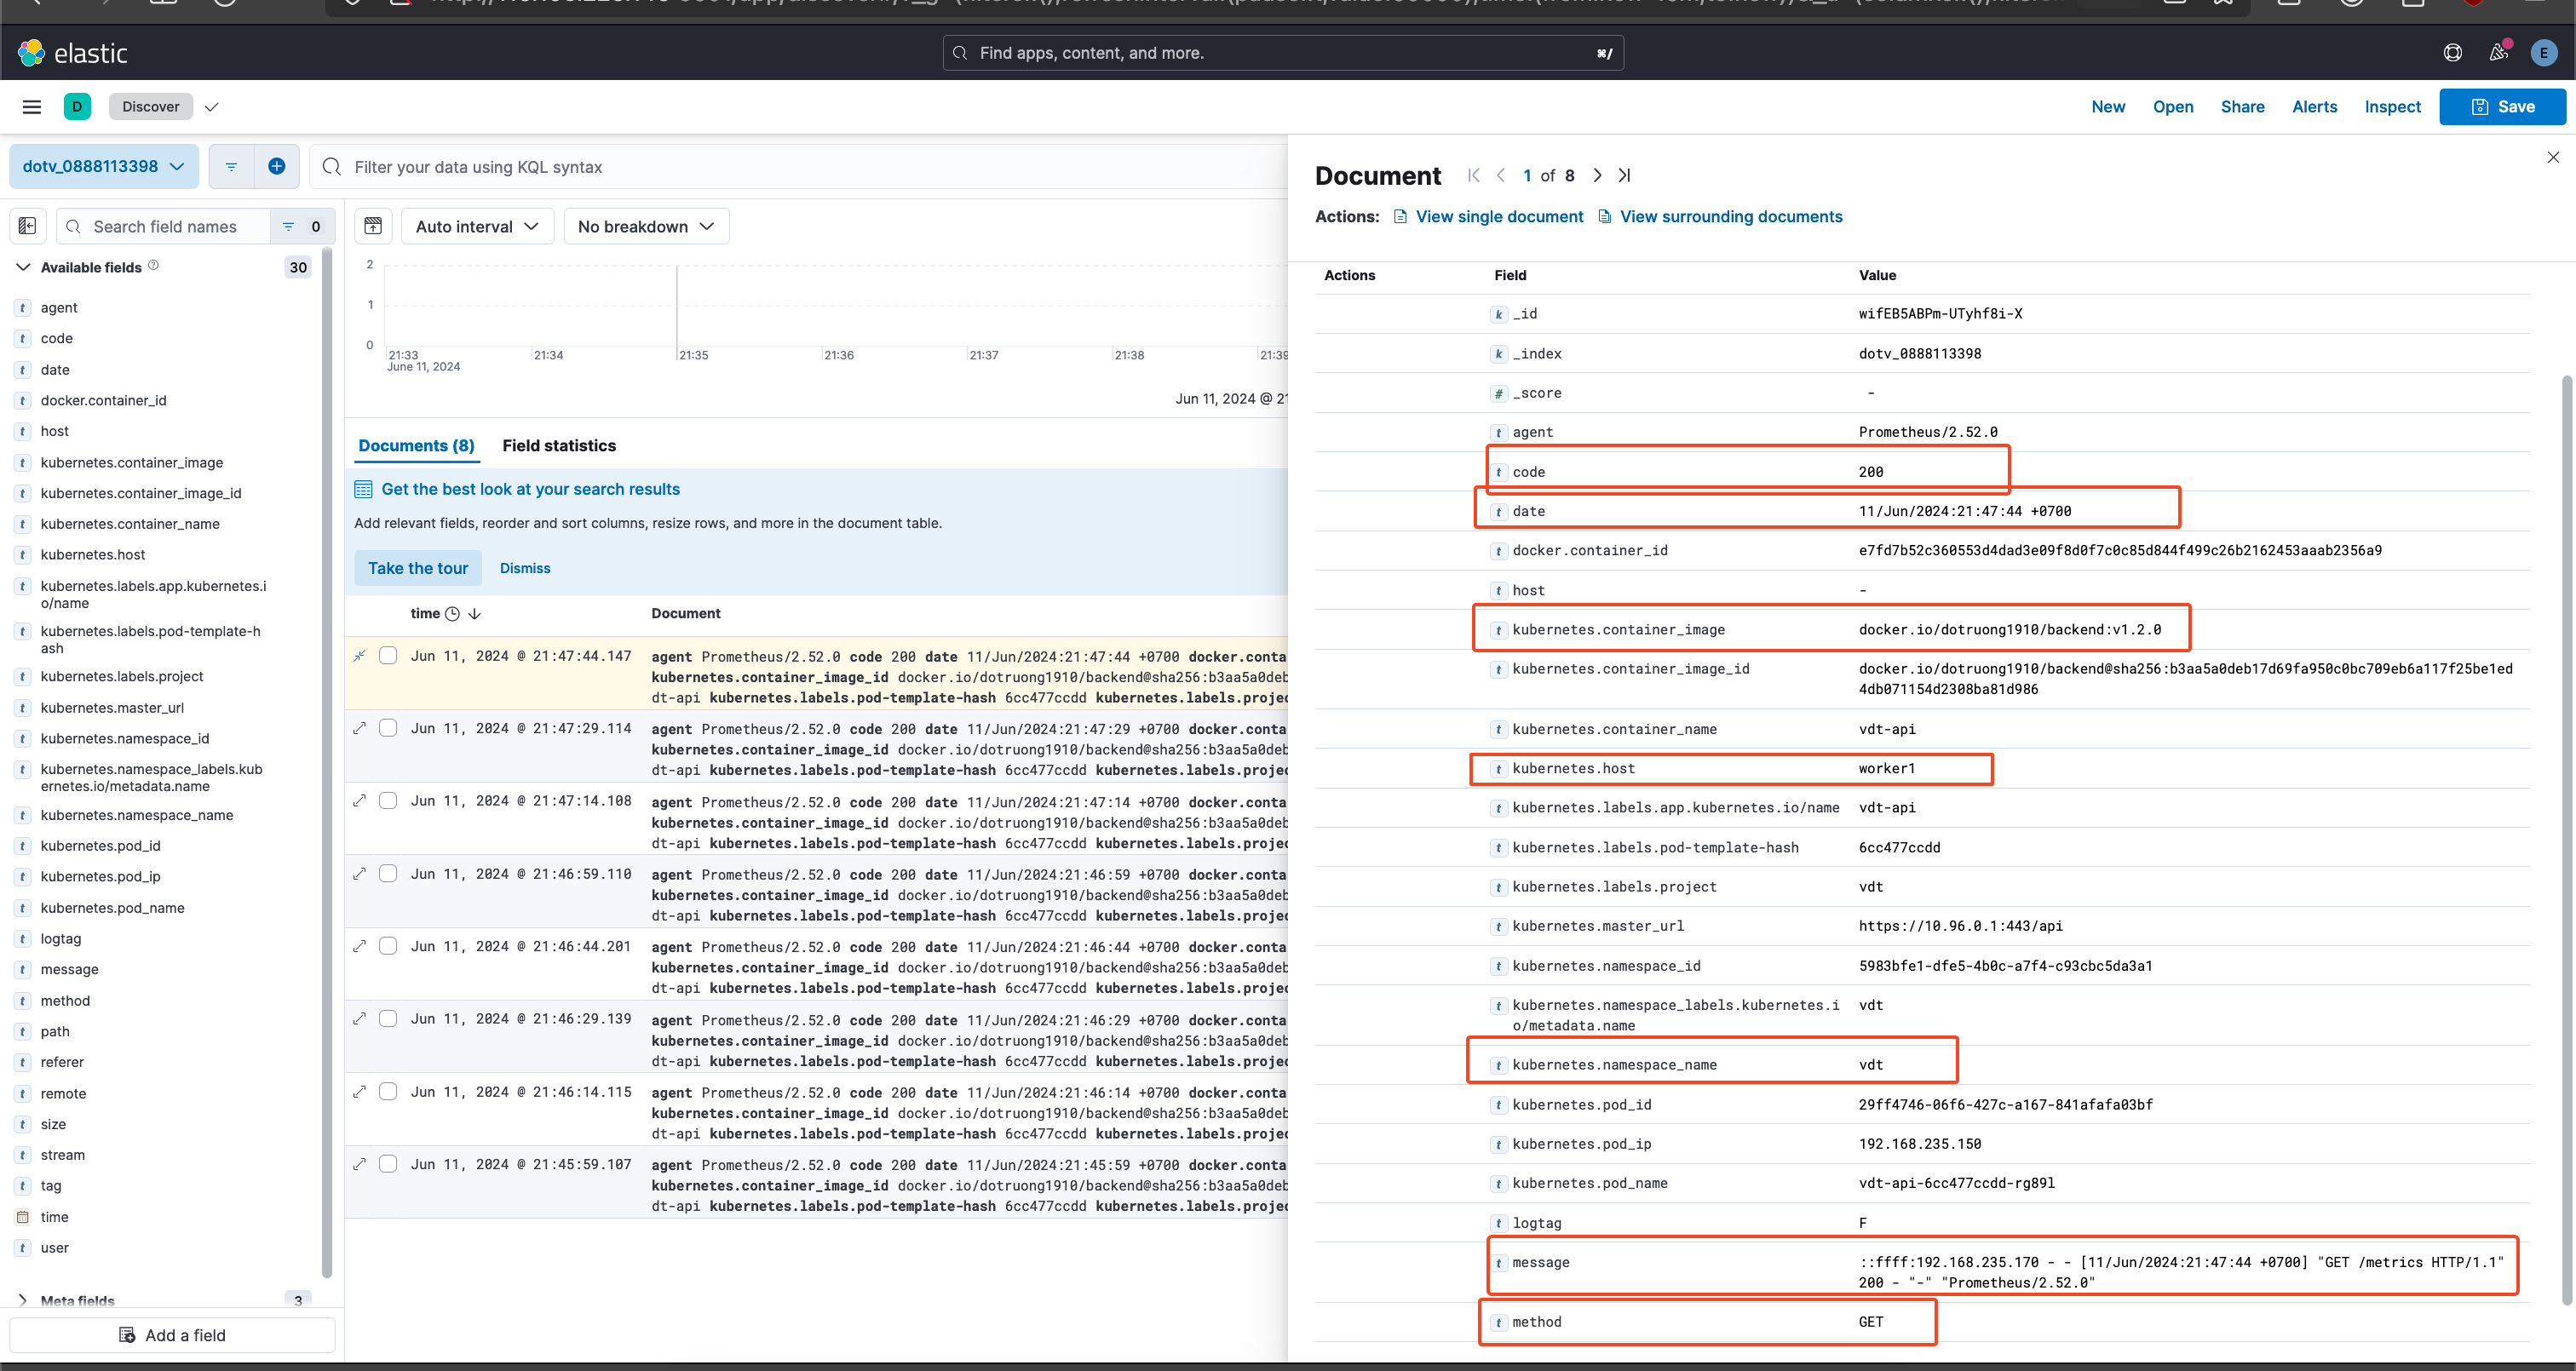 elastic
Find apps, content, and more.
⌘/
E
D
Discover
New
Open
Share
Alerts
Inspect
Save
dotv_0888113398
Filter your data using KQL syntax
Search field names
0
Available fields
30
agent
code
date
docker.container_id
host
kubernetes.container_image
kubernetes.container_image_id
kubernetes.container_name
kubernetes.host
kubernetes.labels.app.kubernetes.i
o/name
kubernetes.labels.pod-template-h
ash
kubernetes.labels.project
kubernetes.master_url
kubernetes.namespace_id
kubernetes.namespace_labels.kub
ernetes.io/metadata.name
kubernetes.namespace_name
kubernetes.pod_id
kubernetes.pod_ip
kubernetes.pod_name
logtag
message
method
path
referer
remote
size
stream
tag
time
user
Meta fields
3
Add a field
Auto interval
No breakdown
2
1
0
21:33
21:34
21:35
21:36
21:37
21:38
21:39
June 11, 2024
Jun 11, 2024 @ 21
Documents (8)
Field statistics
Get the best look at your search results
Add relevant fields, reorder and sort columns, resize rows, and more in the document table.
Take the tour
Dismiss
time
Document
Jun 11, 2024 @ 21:47:44.147 agent Prometheus/2.52.0 code 200 date 11/Jun/2024:21:47:44 +0700 docker.conta
kubernetes.container_image_id docker.io/dotruong1910/backend@sha256:b3aa5a0deb
dt-api kubernetes.labels.pod-template-hash 6cc477ccdd kubernetes.labels.projec
Jun 11, 2024 @ 21:47:29.114 agent Prometheus/2.52.0 code 200 date 11/Jun/2024:21:47:29 +0700 docker.conta
kubernetes.container_image_id docker.io/dotruong1910/backend@sha256:b3aa5a0deb
dt-api kubernetes.labels.pod-template-hash 6cc477ccdd kubernetes.labels.projec
Jun 11, 2024 @ 21:47:14.108 agent Prometheus/2.52.0 code 200 date 11/Jun/2024:21:47:14 +0700 docker.conta
kubernetes.container_image_id docker.io/dotruong1910/backend@sha256:b3aa5a0deb
dt-api kubernetes.labels.pod-template-hash 6cc477ccdd kubernetes.labels.projec
Jun 11, 2024 @ 21:46:59.110 agent Prometheus/2.52.0 code 200 date 11/Jun/2024:21:46:59 +0700 docker.conta
kubernetes.container_image_id docker.io/dotruong1910/backend@sha256:b3aa5a0deb
dt-api kubernetes.labels.pod-template-hash 6cc477ccdd kubernetes.labels.projec
Jun 11, 2024 @ 21:46:44.201 agent Prometheus/2.52.0 code 200 date 11/Jun/2024:21:46:44 +0700 docker.conta
kubernetes.container_image_id docker.io/dotruong1910/backend@sha256:b3aa5a0deb
dt-api kubernetes.labels.pod-template-hash 6cc477ccdd kubernetes.labels.projec
Jun 11, 2024 @ 21:46:29.139 agent Prometheus/2.52.0 code 200 date 11/Jun/2024:21:46:29 +0700 docker.conta
kubernetes.container_image_id docker.io/dotruong1910/backend@sha256:b3aa5a0deb
dt-api kubernetes.labels.pod-template-hash 6cc477ccdd kubernetes.labels.projec
Jun 11, 2024 @ 21:46:14.115 agent Prometheus/2.52.0 code 200 date 11/Jun/2024:21:46:14 +0700 docker.conta
kubernetes.container_image_id docker.io/dotruong1910/backend@sha256:b3aa5a0deb
dt-api kubernetes.labels.pod-template-hash 6cc477ccdd kubernetes.labels.projec
Jun 11, 2024 @ 21:45:59.107 agent Prometheus/2.52.0 code 200 date 11/Jun/2024:21:45:59 +0700 docker.conta
kubernetes.container_image_id docker.io/dotruong1910/backend@sha256:b3aa5a0deb
dt-api kubernetes.labels.pod-template-hash 6cc477ccdd kubernetes.labels.projec
Document 1 of 8
Actions: View single document View surrounding documents
Actions Field Value
_id wifEB5ABPm-UTyhf8i-X
_index dotv_0888113398
_score -
agent Prometheus/2.52.0
code 200
date 11/Jun/2024:21:47:44 +0700
docker.container_id e7fd7b52c360553d4dad3e09f8d0f7c0c85d844f499c26b2162453aaab2356a9
host -
kubernetes.container_image docker.io/dotruong1910/backend:v1.2.0
kubernetes.container_image_id docker.io/dotruong1910/backend@sha256:b3aa5a0deb17d69fa950c0bc709eb6a117f25be1ed
4db071154d2308ba81d986
kubernetes.container_name vdt-api
kubernetes.host worker1
kubernetes.labels.app.kubernetes.io/name vdt-api
kubernetes.labels.pod-template-hash 6cc477ccdd
kubernetes.labels.project vdt
kubernetes.master_url https://10.96.0.1:443/api
kubernetes.namespace_id 5983bfe1-dfe5-4b0c-a7f4-c93cbc5da3a1
kubernetes.namespace_labels.kubernetes.i vdt
o/metadata.name
kubernetes.namespace_name vdt
kubernetes.pod_id 29ff4746-06f6-427c-a167-841afafa03bf
kubernetes.pod_ip 192.168.235.150
kubernetes.pod_name vdt-api-6cc477ccdd-rg89l
logtag F
message ::ffff:192.168.235.170 - - [11/Jun/2024:21:47:44 +0700] "GET /metrics HTTP/1.1"
200 - "-" "Prometheus/2.52.0"
method GET